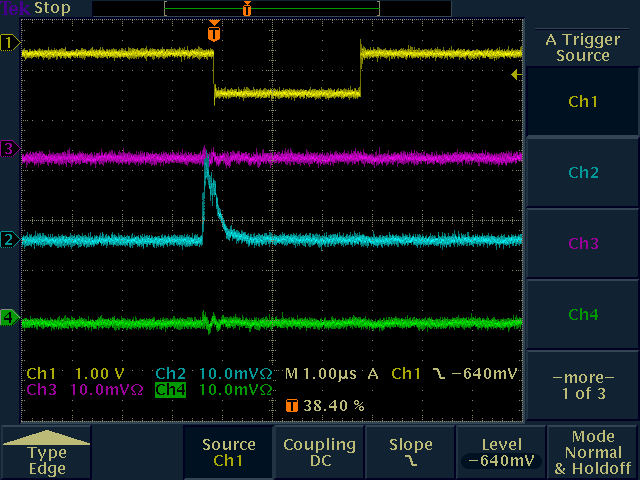 Tek Stop
T
T
1
A Trigger
Source
Ch1
Ch2
3
2
Ch3
4
Ch4
Ch1 1.00 V Ch2 10.0mVΩ M 1.00µs A Ch1 −640mV
Ch3 10.0mVΩ Ch4 10.0mVΩ
T 38.40 %
−more−
1 of 3
Type
Edge
Source
Ch1
Coupling
DC
Slope
Level
−640mV
Mode
Normal
& Holdoff